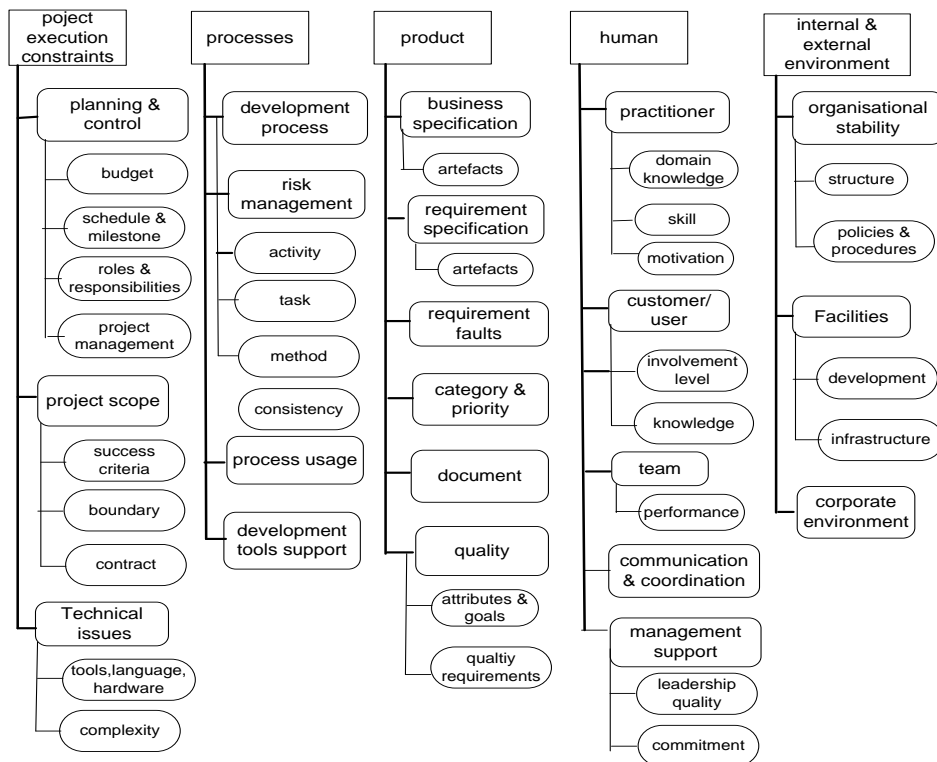 poject
execution
constraints
planning &
control
budget
schedule &
milestone
roles &
responsibilities
project
management
project scope
success
criteria
boundary
contract
Technical
issues
tools,language,
hardware
complexity
processes
development
process
risk
management
activity
task
method
consistency
process usage
development
tools support
product
business
specification
artefacts
requirement
specification
artefacts
requirement
faults
category &
priority
document
quality
attributes &
goals
qualtiy
requirements
human
practitioner
domain
knowledge
skill
motivation
customer/
user
involvement
level
knowledge
team
performance
communication
& coordination
management
support
leadership
quality
commitment
internal &
external
environment
organisational
stability
structure
policies &
procedures
Facilities
development
infrastructure
corporate
environment